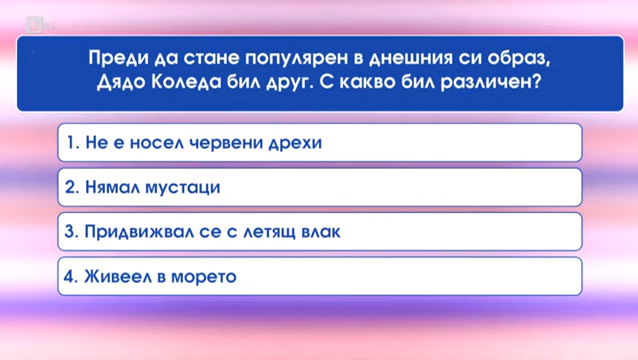 Преди да стане популярен в днешния си образ,
Дядо Коледа бил друг. С какво бил различен?
1. Не е носел червени дрехи
2. Нямал мустаци
3. Придвижвал се с летящ влак
4. Живеел в морето